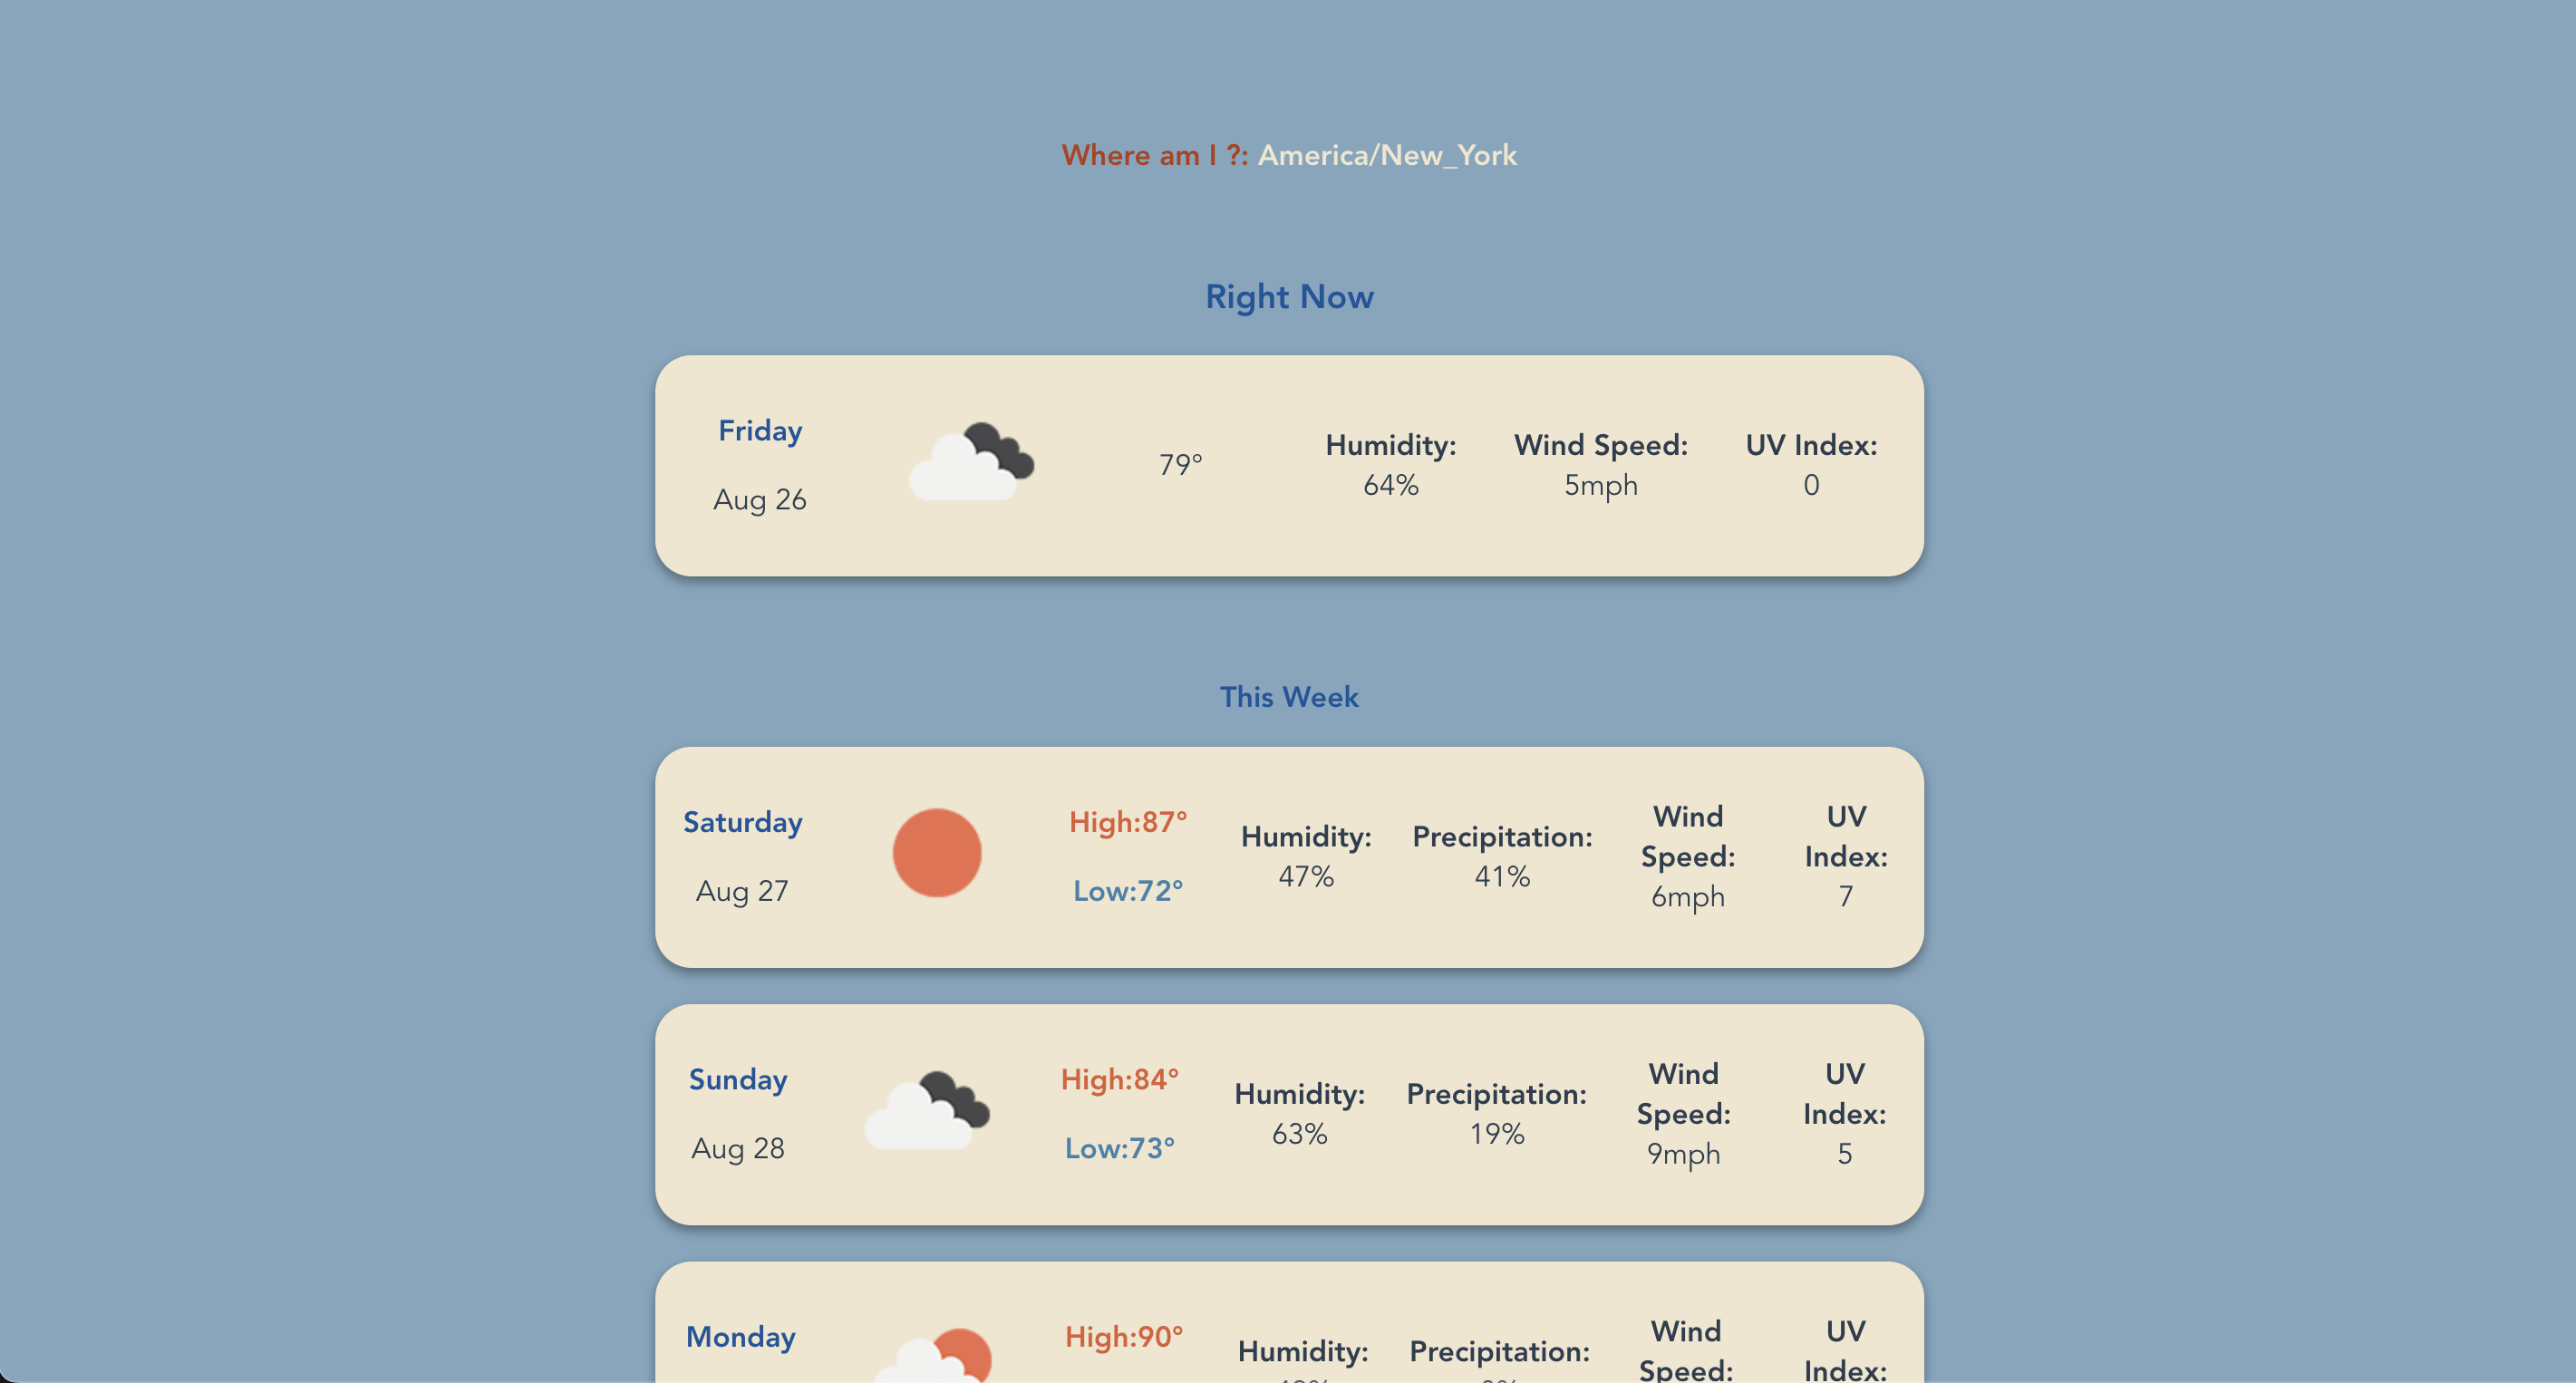 Where am I ?: America/New_York
Right Now
Friday
Aug 26
79°
Humidity:
64%
Wind Speed:
5mph
UV Index:
0
This Week
Saturday
Aug 27
High:87°
Low:72°
Humidity:
47%
Precipitation:
41%
Wind
Speed:
6mph
UV
Index:
7
Sunday
Aug 28
High:84°
Low:73°
Humidity:
63%
Precipitation:
19%
Wind
Speed:
9mph
UV
Index:
5
Monday
High:90°
Humidity:
Precipitation:
Wind
Speed:
UV
Index: